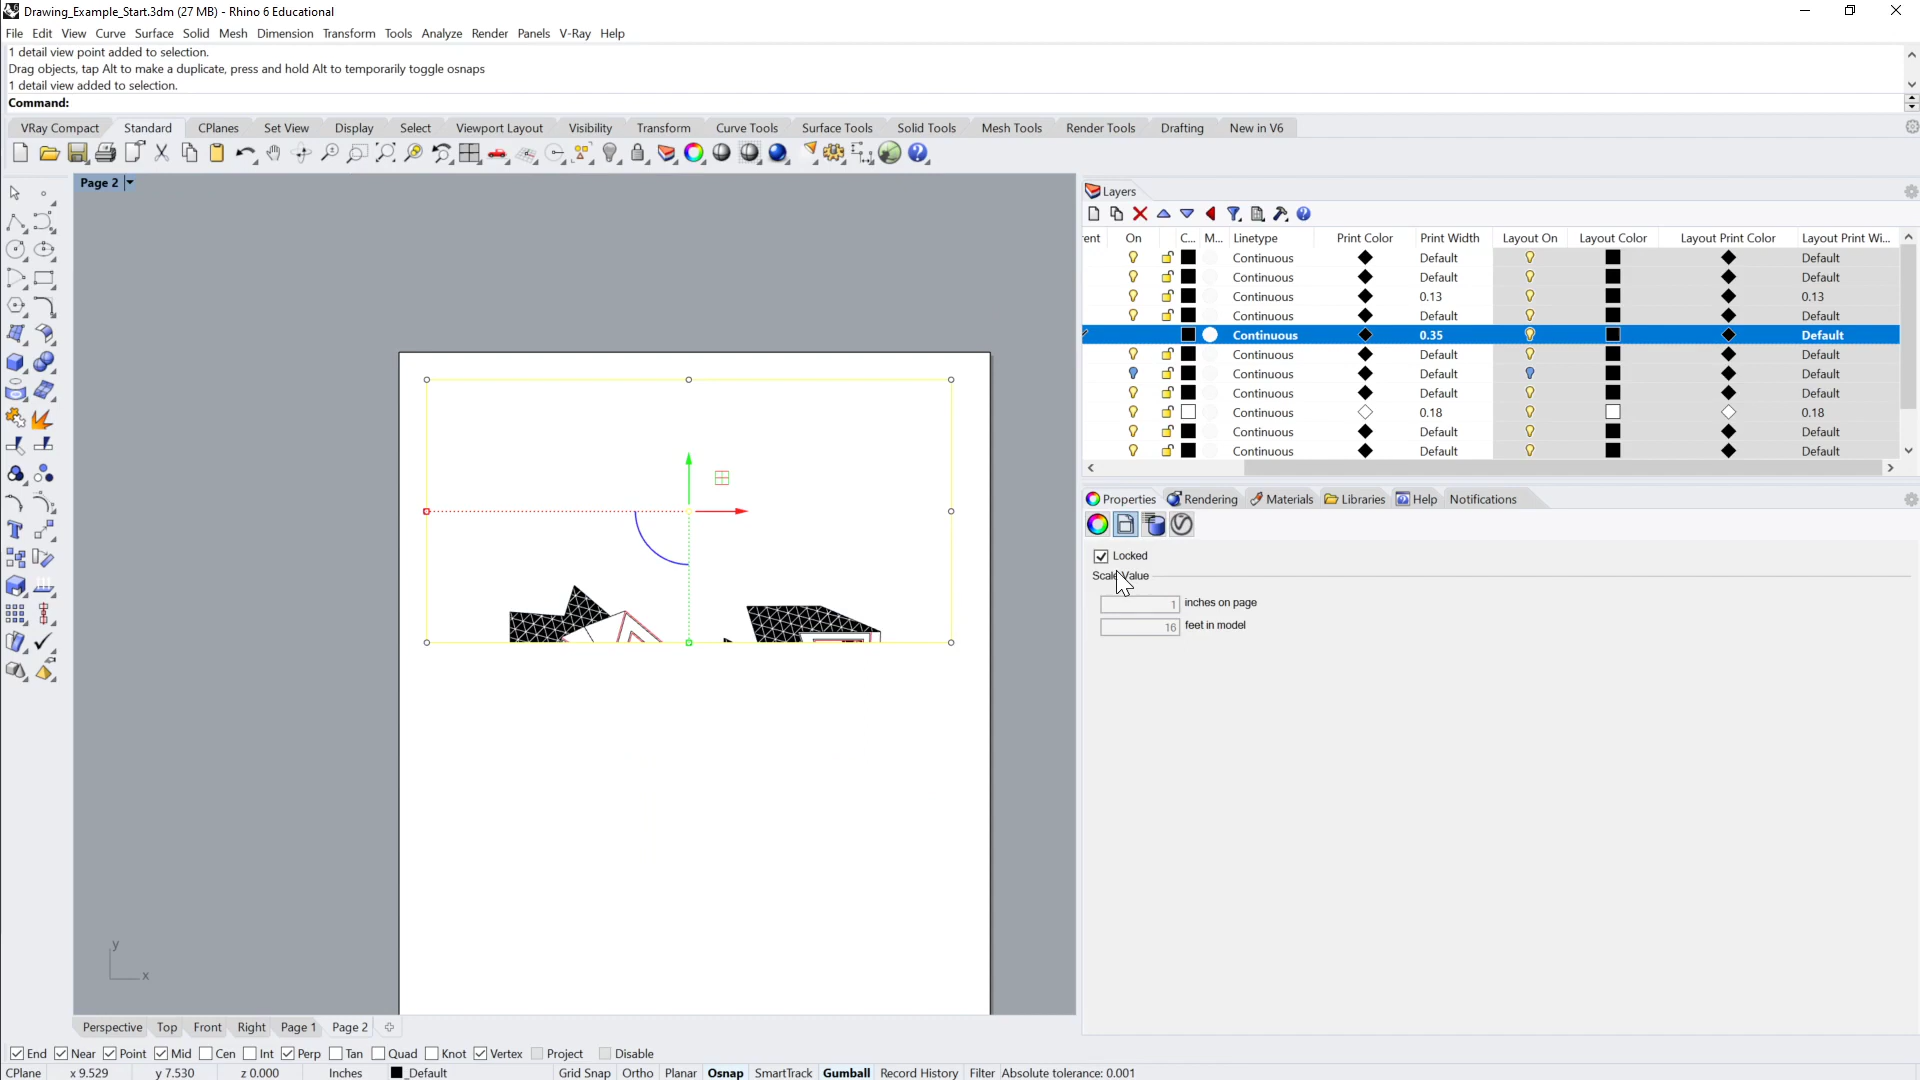 Drawing_Example_Start.3dm (27 MB) - Rhino 6 Educational
File Edit View Curve Surface Solid Mesh Dimension Transform Tools Analyze Render Panels V-Ray Help
1 detail view point added to selection.
Drag objects, tap Alt to make a duplicate, press and hold Alt to temporarily toggle osnaps
1 detail view added to selection.
Command:
VRay Compact Standard CPlanes Set View Display Select Viewport Layout Visibility Transform Curve Tools Surface Tools Solid Tools Mesh Tools Render Tools Drafting New in V6
Page 2
Layers
rent On C... M... Linetype Print Color Print Width Layout On Layout Color Layout Print Color Layout Print Wi...
Continuous Default Default
Continuous Default Default
Continuous 0.13 0.13
Continuous Default Default
Continuous 0.35 Default
Continuous Default Default
Continuous Default Default
Continuous Default Default
Continuous 0.18 0.18
Continuous Default Default
Continuous Default Default
Properties Rendering Materials Libraries Help Notifications
Locked
Scale Value
1 inches on page
16 feet in model
y
x
Perspective Top Front Right Page 1 Page 2
End Near Point Mid Cen Int Perp Tan Quad Knot Vertex Project Disable
CPlane x 9.529 y 7.530 z 0.000 Inches _Default Grid Snap Ortho Planar Osnap SmartTrack Gumball Record History Filter Absolute tolerance: 0.001